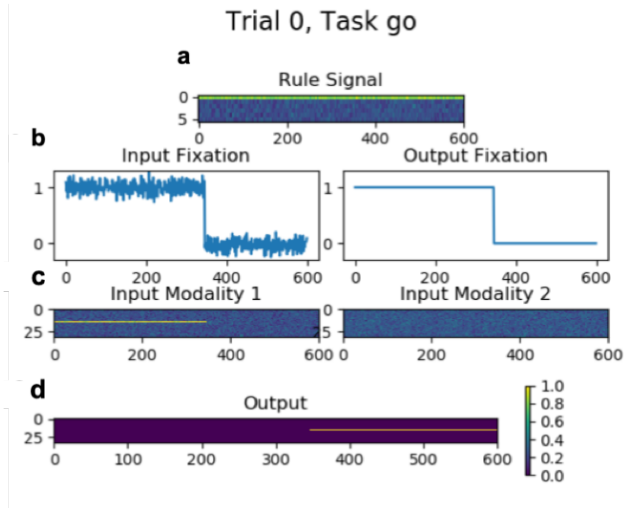 Trial 0, Task go
a
Rule Signal
0
5
0 200 400 600
b
Input Fixation Output Fixation
1
0
0 200 400 600
1
0
0 200 400 600
c
Input Modality 1 Input Modality 2
0
25
0 200 400 600
0
25
0 200 400 600
d
Output
0
25
0 100 200 300 400 500 600
1.0
0.8
0.6
0.4
0.2
0.0